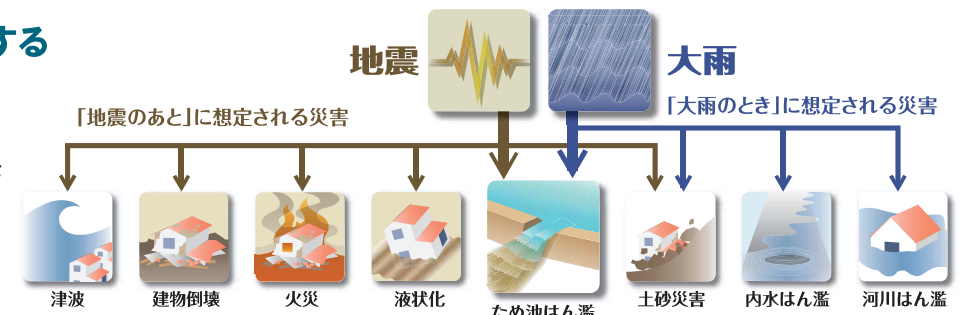 する
地震
大雨
「地震のあと」に想定される災害
「大雨のとき」に想定される災害
津波
建物倒壊
火災
液状化
ため池はん濫
土砂災害
内水はん濫
河川はん濫